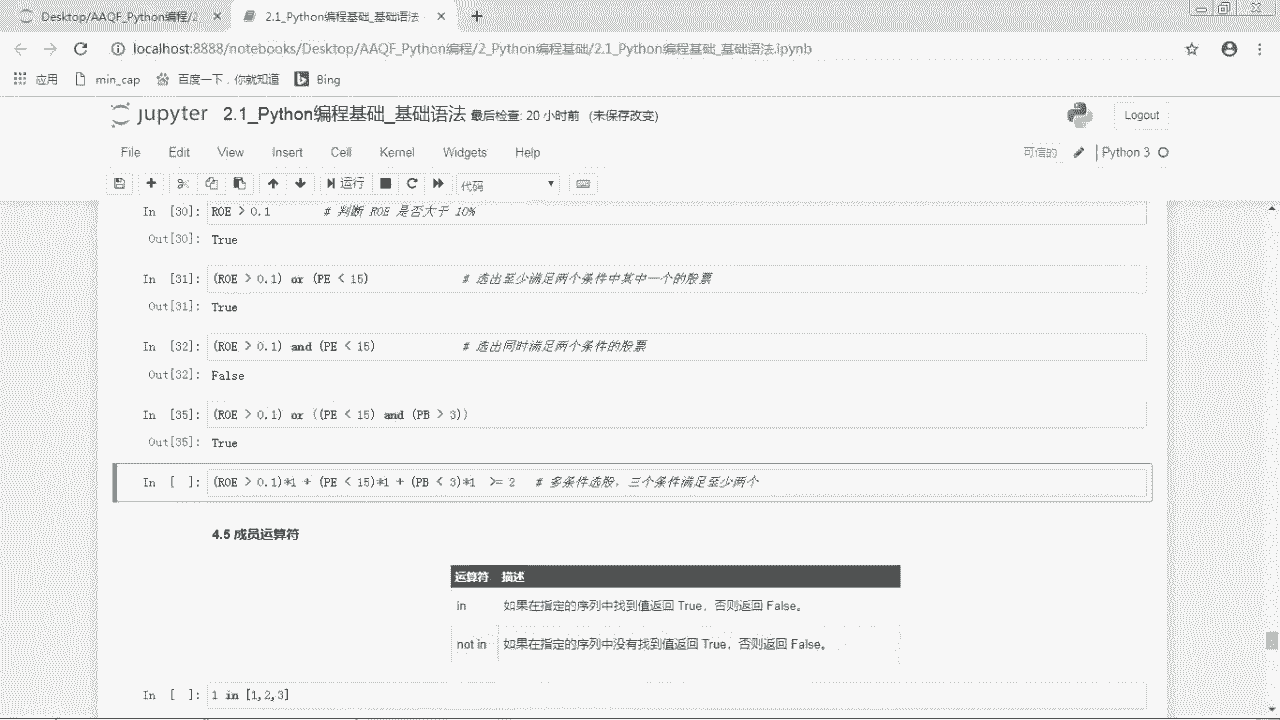 Desktop/AAQF_Python编程/2
2.1_Python编程基础_基础语法
localhost:8888/notebooks/Desktop/AAQF_Python编程/2_Python编程基础/2.1_Python编程基础_基础语法.ipynb
应用 min_cap 百度一下，你就知道 Bing
jupyter 2.1_Python编程基础_基础语法 最后检查: 20 小时前 (未保存改变)
Logout
File Edit View Insert Cell Kernel Widgets Help
可信的 Python 3
运行 代码
In [30]: ROE > 0.1 # 判断 ROE 是否大于 10%
Out[30]: True
In [31]: (ROE > 0.1) or (PE < 15) # 选出至少满足两个条件中其中一个的股票
Out[31]: True
In [32]: (ROE > 0.1) and (PE < 15) # 选出同时满足两个条件的股票
Out[32]: False
In [35]: (ROE > 0.1) or ((PE < 15) and (PB > 3))
Out[35]: True
In [ ]: (ROE > 0.1)*1 + (PE < 15)*1 + (PB < 3)*1 >= 2 # 多条件选股，三个条件满足至少两个
4.5 成员运算符
运算符 描述
in 如果在指定的序列中找到值返回 True，否则返回 False。
not in 如果在指定的序列中没有找到值返回 True，否则返回 False。
In [ ]: 1 in [1,2,3]